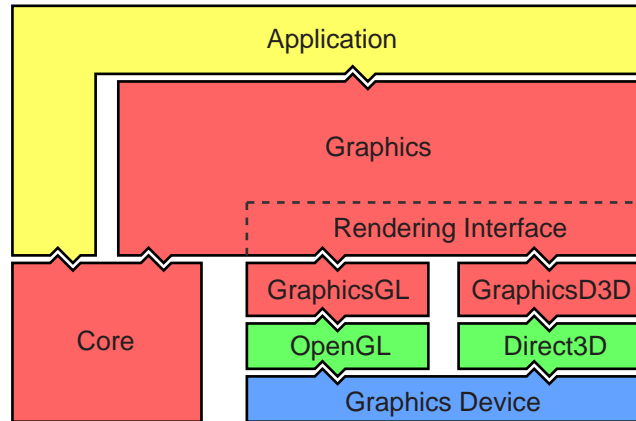 Application
Graphics
Rendering Interface
GraphicsGL
GraphicsD3D
Core
OpenGL
Direct3D
Graphics Device